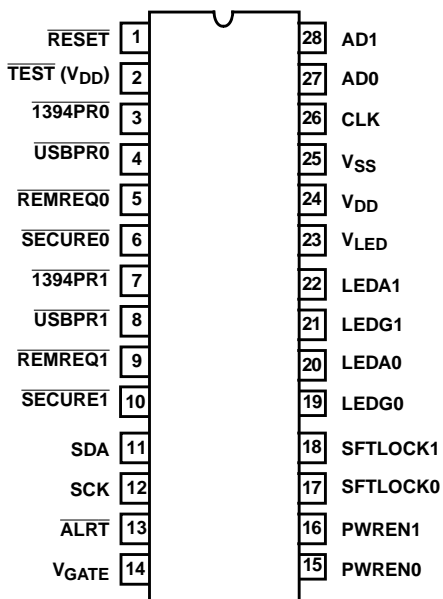 RESET 1
TEST (VDD) 2
1394PR0 3
USBPR0 4
REMREQ0 5
SECURE0 6
1394PR1 7
USBPR1 8
REMREQ1 9
SECURE1 10
SDA 11
SCK 12
ALRT 13
VGATE 14
28 AD1
27 AD0
26 CLK
25 VSS
24 VDD
23 VLED
22 LEDA1
21 LEDG1
20 LEDA0
19 LEDG0
18 SFTLOCK1
17 SFTLOCK0
16 PWREN1
15 PWREN0